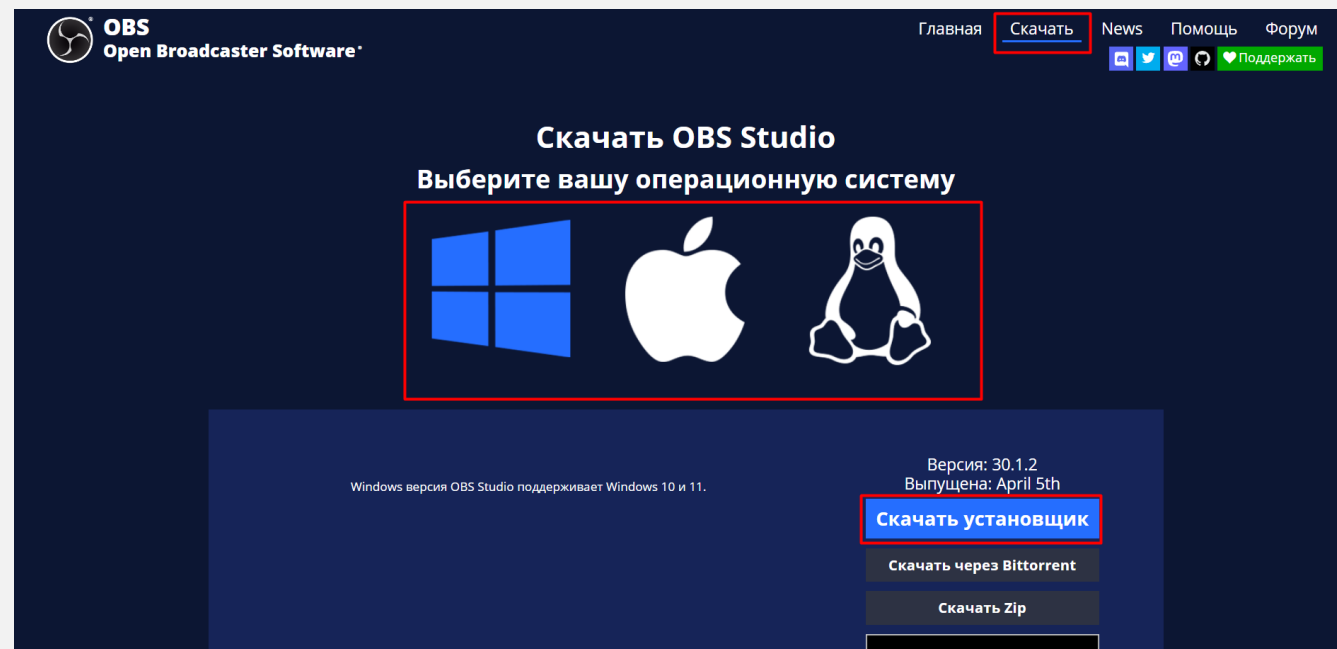 OBS
Open Broadcaster Software
Главная Скачать News Помощь Форум
Поддержать
Скачать OBS Studio
Выберите вашу операционную систему
Windows версия OBS Studio поддерживает Windows 10 и 11.
Версия: 30.1.2
Выпущена: April 5th
Скачать установщик
Скачать через Bittorrent
Скачать Zip